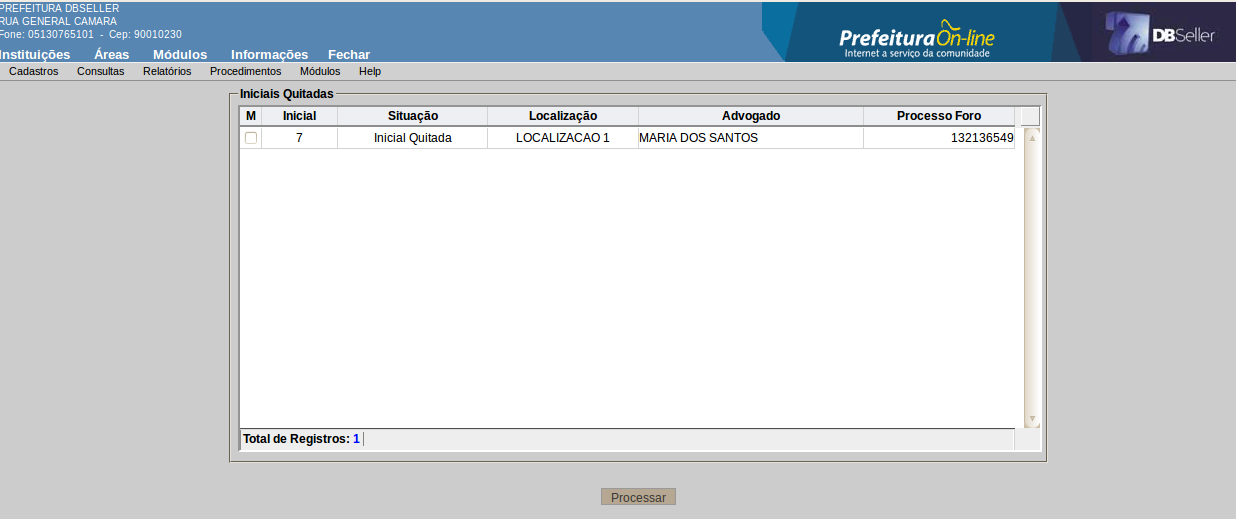 PREFEITURA DBSELLER
RUA GENERAL CAMARA
Fone: 05130765101 - Cep: 90010230
Prefeitura On-line
Internet a serviço da comunidade
DBSeller
Instituições Áreas Módulos Informações Fechar
Cadastros Consultas Relatórios Procedimentos Módulos Help
Iniciais Quitadas
M Inicial Situação Localização Advogado Processo Foro
7 Inicial Quitada LOCALIZACAO 1 MARIA DOS SANTOS 132136549
Total de Registros: 1
Processar